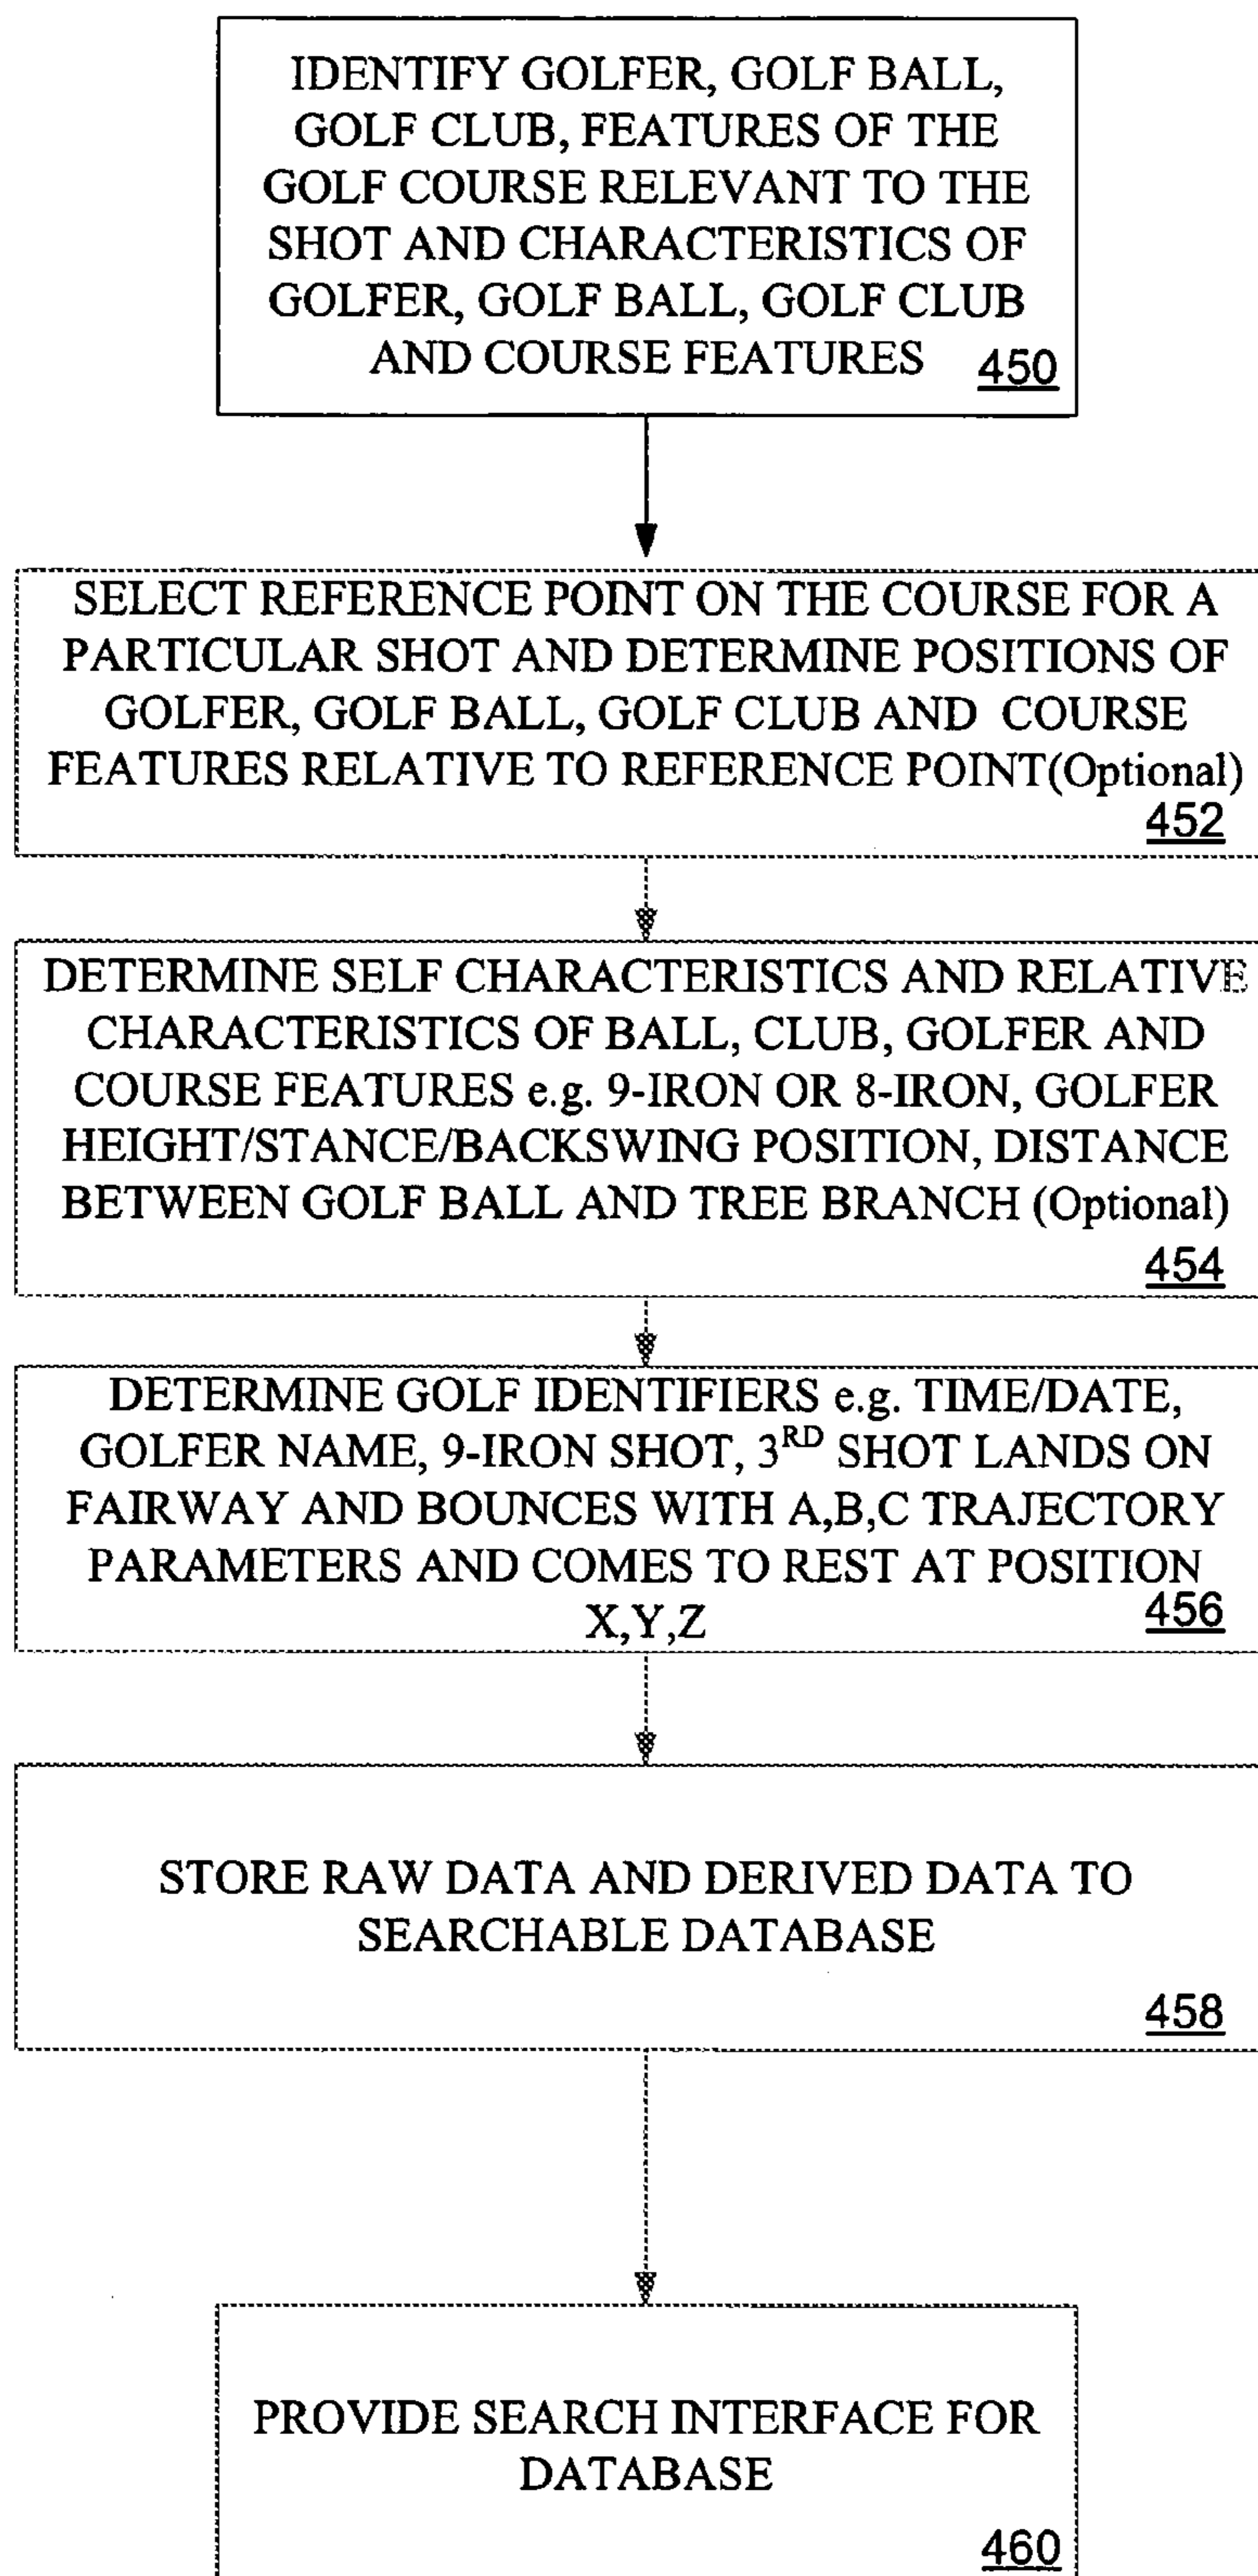 IDENTIFY GOLFER, GOLF BALL,
GOLF CLUB, FEATURES OF THE
GOLF COURSE RELEVANT TO THE
SHOT AND CHARACTERISTICS OF
GOLFER, GOLF BALL, GOLF CLUB
AND COURSE FEATURES 450
SELECT REFERENCE POINT ON THE COURSE FOR A
PARTICULAR SHOT AND DETERMINE POSITIONS OF
GOLFER, GOLF BALL, GOLF CLUB AND COURSE
FEATURES RELATIVE TO REFERENCE POINT(Optional)
452
DETERMINE SELF CHARACTERISTICS AND RELATIVE
CHARACTERISTICS OF BALL, CLUB, GOLFER AND
COURSE FEATURES e.g. 9-IRON OR 8-IRON, GOLFER
HEIGHT/STANCE/BACKSWING POSITION, DISTANCE
BETWEEN GOLF BALL AND TREE BRANCH (Optional)
454
DETERMINE GOLF IDENTIFIERS e.g. TIME/DATE,
GOLFER NAME, 9-IRON SHOT, 3RD SHOT LANDS ON
FAIRWAY AND BOUNCES WITH A,B,C TRAJECTORY
PARAMETERS AND COMES TO REST AT POSITION
X,Y,Z 456
STORE RAW DATA AND DERIVED DATA TO
SEARCHABLE DATABASE
458
PROVIDE SEARCH INTERFACE FOR
DATABASE
460